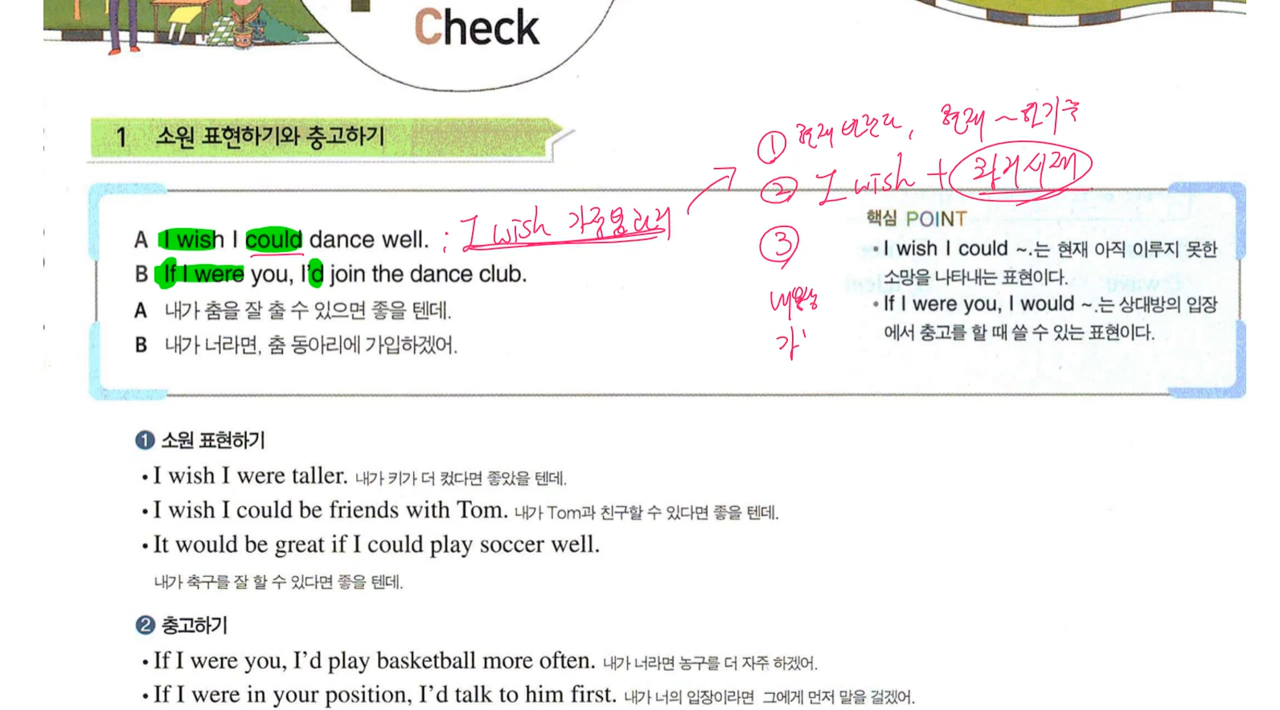 Check
1 소원 표현하기와 충고하기
① 현재 바란다, 현재 ~
② I wish + 과거시제
③
A I wish I could dance well. : I wish 가정법
B If I were you, I'd join the dance club.
A 내가 춤을 잘 출 수 있으면 좋을 텐데.
B 내가 너라면, 춤 동아리에 가입하겠어.
핵심 POINT
• I wish I could ~.는 현재 아직 이루지 못한
소망을 나타내는 표현이다.
• If I were you, I would ~.는 상대방의 입장
에서 충고를 할 때 쓸 수 있는 표현이다.
❶ 소원 표현하기
• I wish I were taller. 내가 키가 더 컸다면 좋았을 텐데.
• I wish I could be friends with Tom. 내가 Tom과 친구할 수 있다면 좋을 텐데.
• It would be great if I could play soccer well.
내가 축구를 잘 할 수 있다면 좋을 텐데.
❷ 충고하기
• If I were you, I'd play basketball more often. 내가 너라면 농구를 더 자주 하겠어.
• If I were in your position, I'd talk to him first. 내가 너의 입장이라면 그에게 먼저 말을 걸겠어.